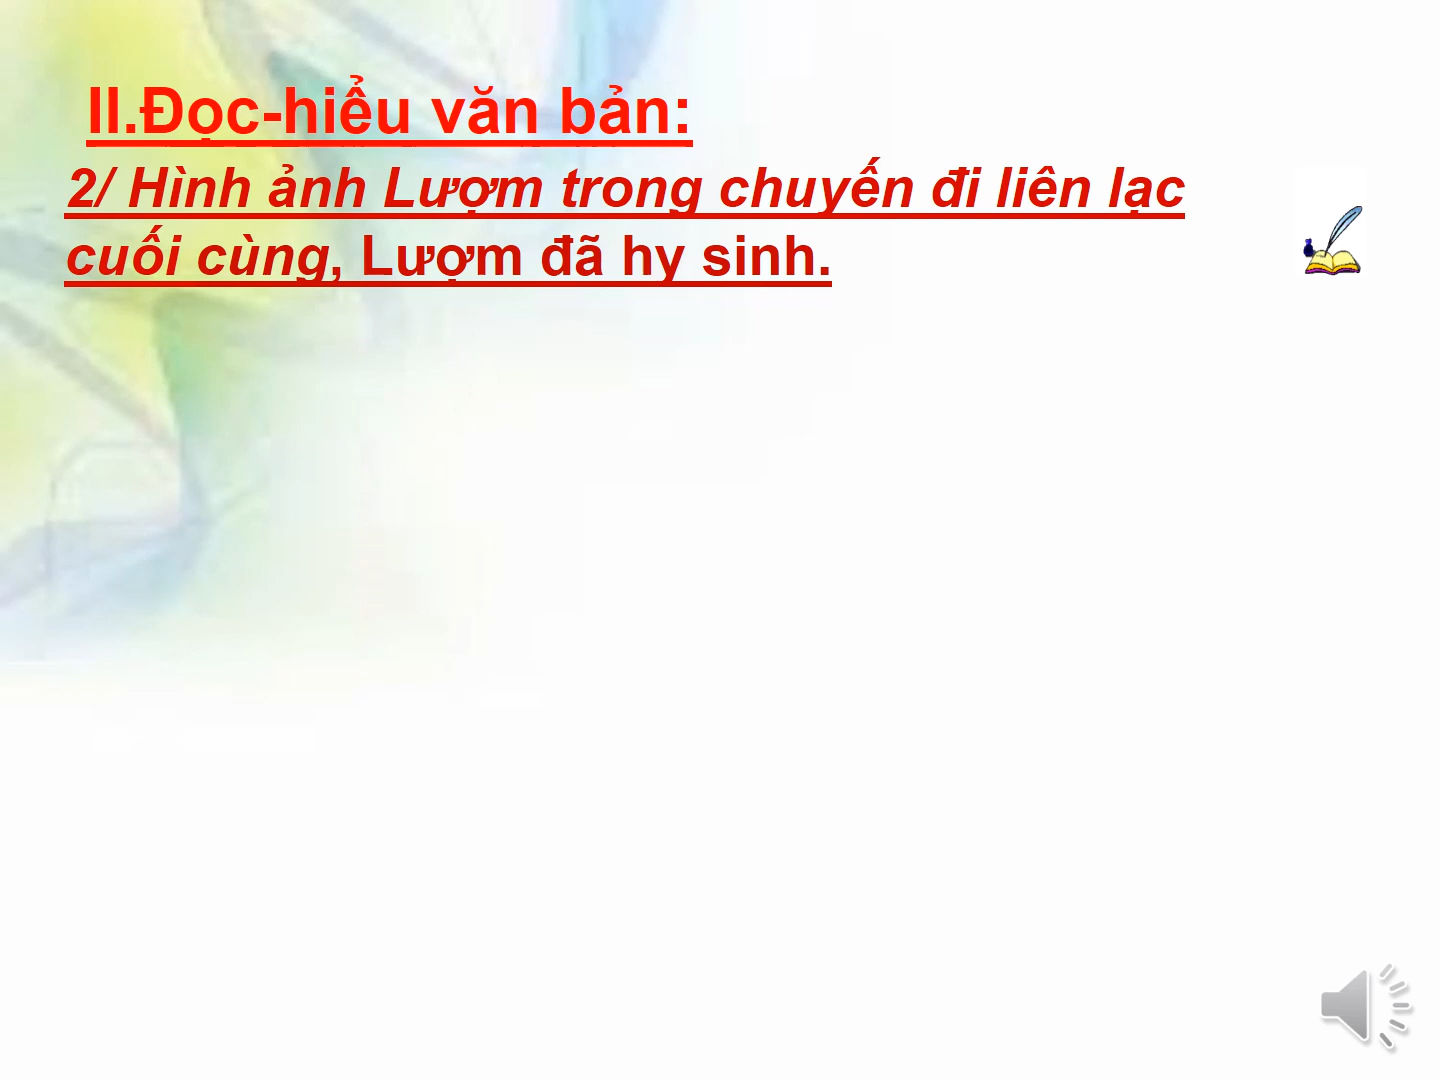 II.Đọc-hiểu văn bản:
2/ Hình ảnh Lượm trong chuyến đi liên lạc
cuối cùng, Lượm đã hy sinh.